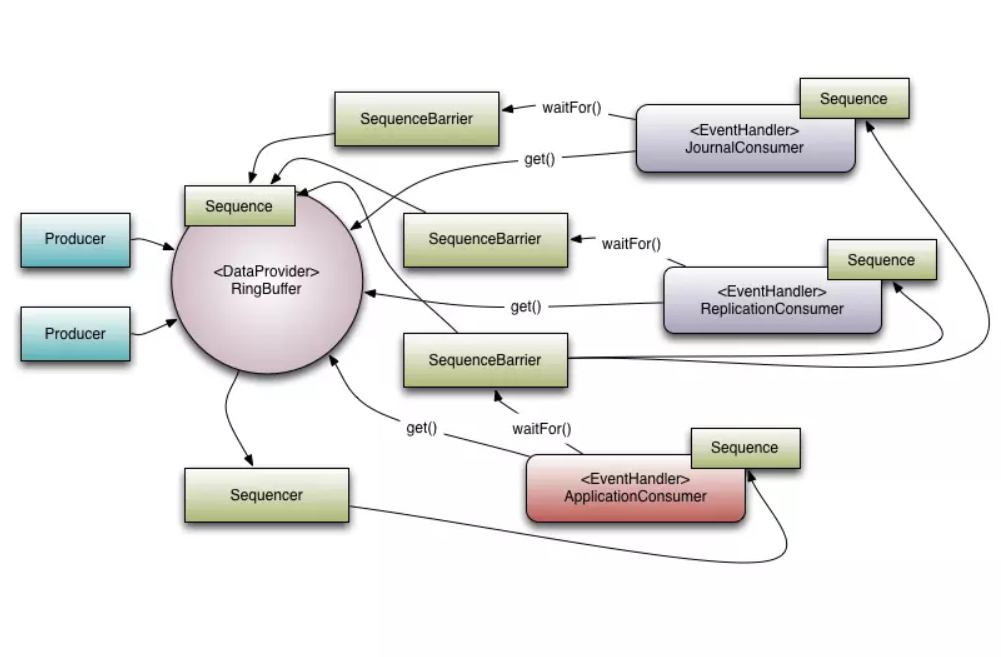 Sequence
SequenceBarrier
waitFor()
<EventHandler>
JournalConsumer
get()
Sequence
Producer
SequenceBarrier
waitFor()
Sequence
<DataProvider>
RingBuffer
<EventHandler>
ReplicationConsumer
get()
Producer
SequenceBarrier
get()
waitFor()
Sequence
<EventHandler>
ApplicationConsumer
Sequencer